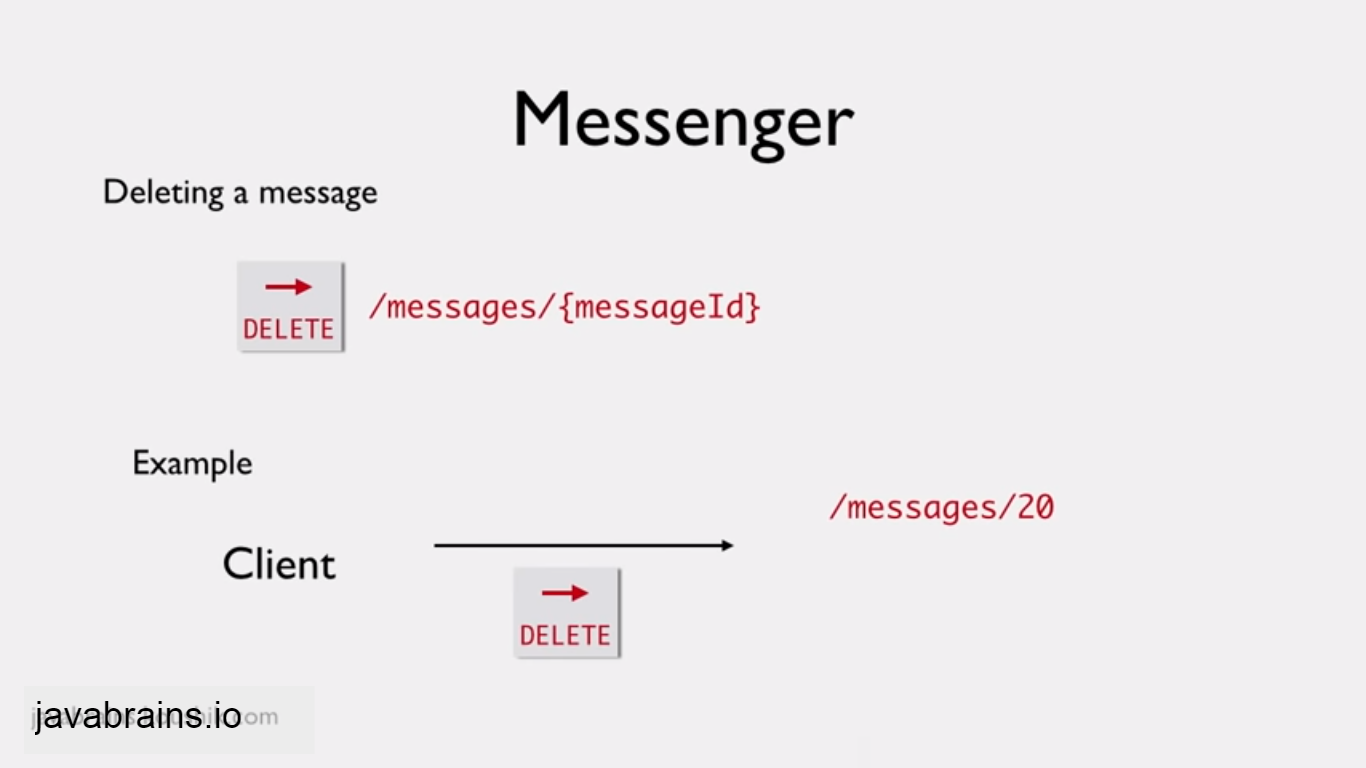 Messenger
Deleting a message
DELETE
/messages/{messageId}
Example
/messages/20
Client
DELETE
javabrains.io